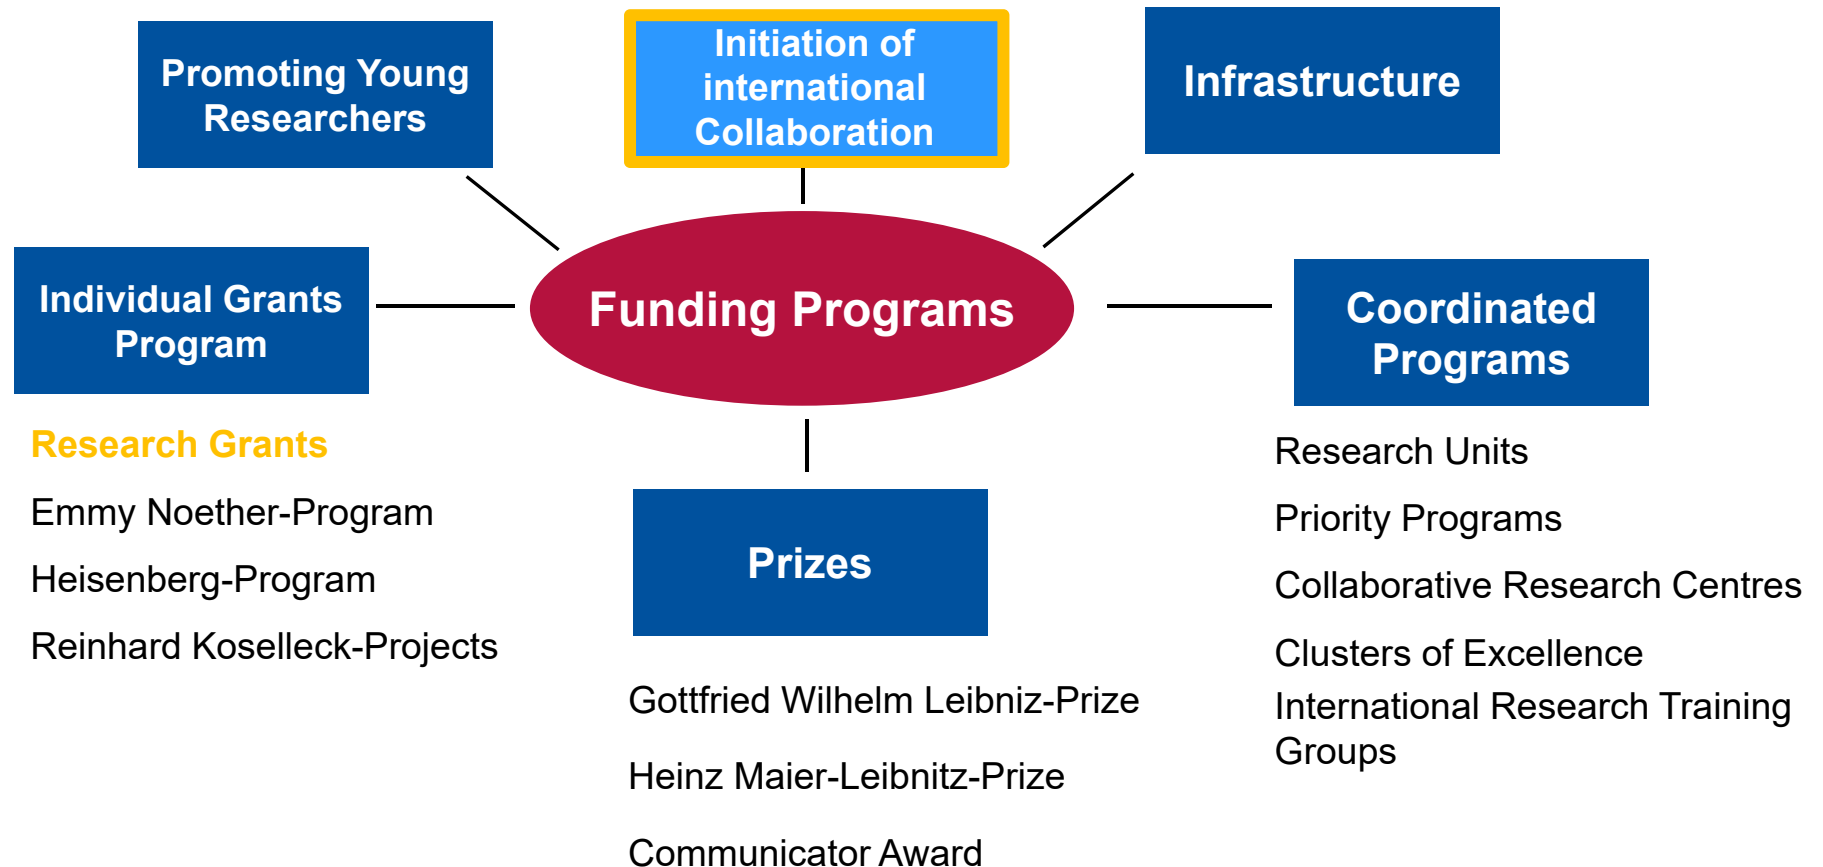 Promoting Young
Researchers
Initiation of
international
Collaboration
Infrastructure
Individual Grants
Program
Funding Programs
Coordinated
Programs
Research Grants
Emmy Noether-Program
Heisenberg-Program
Reinhard Koselleck-Projects
Prizes
Gottfried Wilhelm Leibniz-Prize
Heinz Maier-Leibnitz-Prize
Communicator Award
Research Units
Priority Programs
Collaborative Research Centres
Clusters of Excellence
International Research Training
Groups